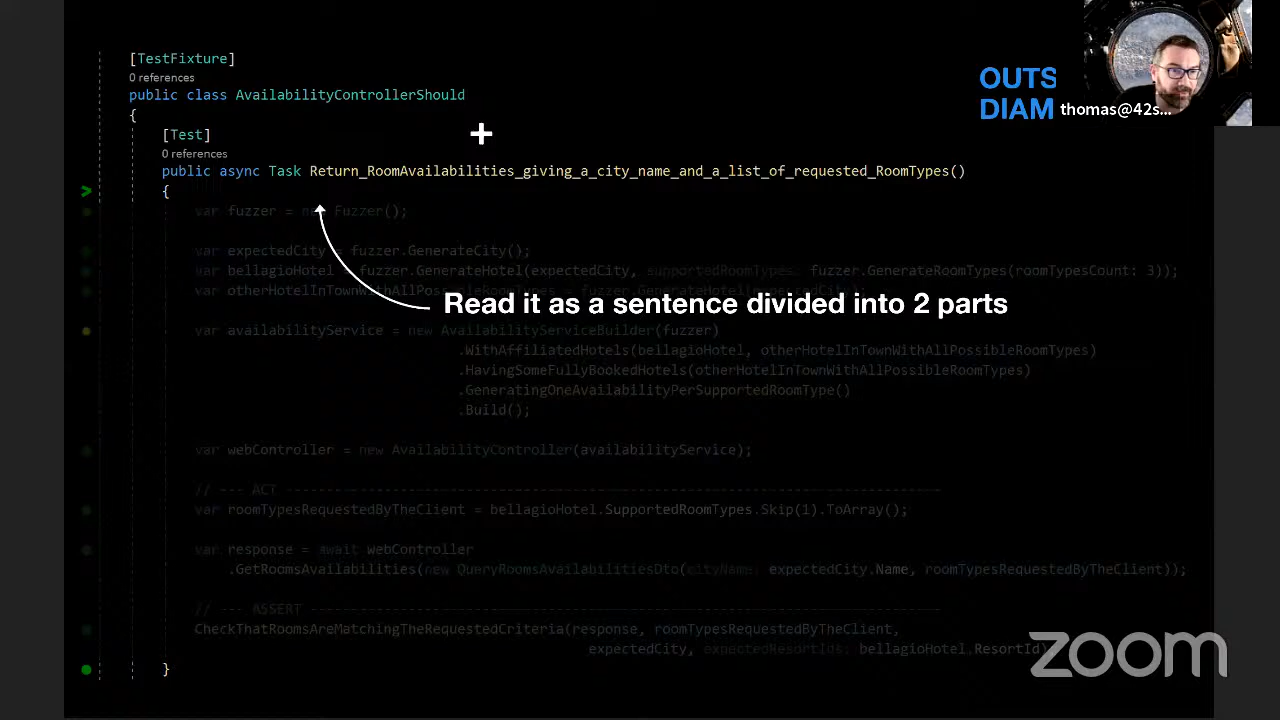 [TestFixture]
0 references
public class AvailabilityControllerShould
{
[Test]
0 references
public async Task Return_RoomAvailabilities_giving_a_city_name_and_a_list_of_requested_RoomTypes()
{
var fuzzer = new Fuzzer();
var expectedCity = fuzzer.GenerateCity();
var bellagioHotel = fuzzer.GenerateHotel(expectedCity, supportedRoomTypes: fuzzer.GenerateRoomTypes(roomTypesCount: 3));
var otherHotelInTownWithAllPossibleRoomTypes = fuzzer.GenerateHotel
Read it as a sentence divided into 2 parts
var availabilityService = new AvailabilityServiceBuilder(fuzzer)
.WithAffiliatedHotels(bellagioHotel, otherHotelInTownWithAllPossibleRoomTypes)
.HavingSomeFullyBookedHotels(otherHotelInTownWithAllPossibleRoomTypes)
.GeneratingOneAvailabilityPerSupportedRoomType()
.Build();
var webController = new AvailabilityController(availabilityService);
// --- ACT ---
var roomTypesRequestedByTheClient = bellagioHotel.SupportedRoomTypes.Skip(1).ToArray();
var response = await webController
.GetRoomsAvailabilities(new QueryRoomsAvailabilitiesDto(cityName: expectedCity.Name, roomTypesRequestedByTheClient));
// --- ASSERT ---
CheckThatRoomsAreMatchingTheRequestedCriteria(response, roomTypesRequestedByTheClient,
expectedCity, expectedResortIds: bellagioHotel.ResortId)
}
OUTS
DIAM
thomas@42s...
zoom